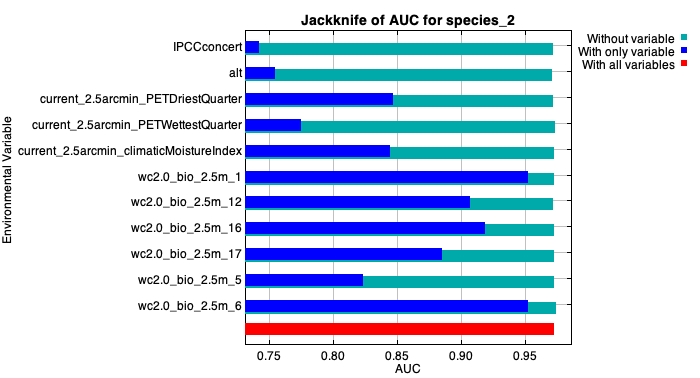 Jackknife of AUC for species_2
Environmental Variable
IPCCconcert
alt
current_2.5arcmin_PETDriestQuarter
current_2.5arcmin_PETWettestQuarter
current_2.5arcmin_climaticMoistureIndex
wc2.0_bio_2.5m_1
wc2.0_bio_2.5m_12
wc2.0_bio_2.5m_16
wc2.0_bio_2.5m_17
wc2.0_bio_2.5m_5
wc2.0_bio_2.5m_6
0.75 0.80 0.85 0.90 0.95
AUC
Without variable
With only variable
With all variables